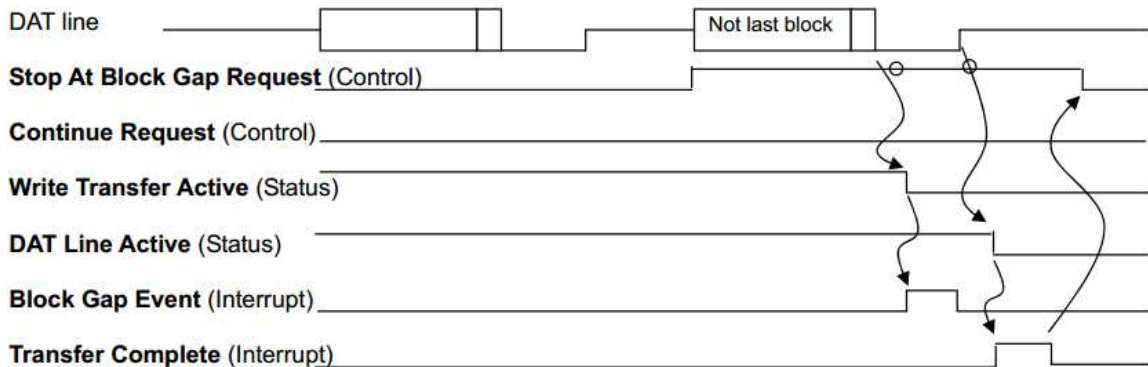 DAT line
Not last block
Stop At Block Gap Request (Control)
Continue Request (Control)
Write Transfer Active (Status)
DAT Line Active (Status)
Block Gap Event (Interrupt)
Transfer Complete (Interrupt)